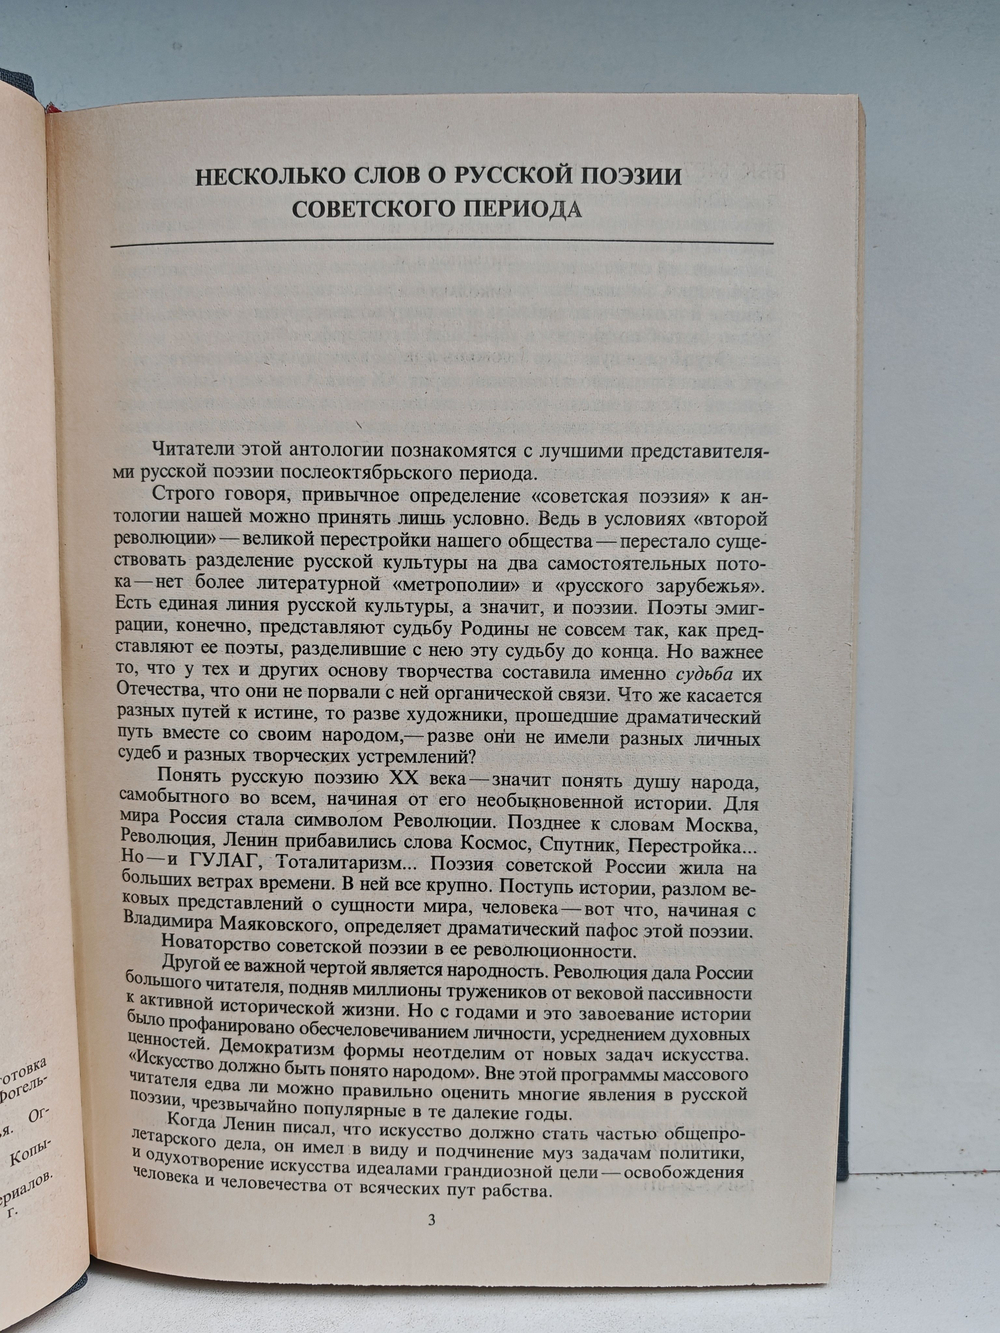 НЕСКОЛЬКО СЛОВ О РУССКОЙ ПОЭЗИИ
СОВЕТСКОГО ПЕРИОДА
Читатели этой антологии познакомятся с лучшими представителя-
ми русской поэзии послеоктябрьского периода.
Строго говоря, привычное определение «советская поэзия» к ан-
тологии нашей можно принять лишь условно. Ведь в условиях «второй
революции»—великой перестройки нашего общества—перестало суще-
ствовать разделение русской культуры на два самостоятельных пото-
ка—нет более литературной «метрополии» и «русского зарубежья».
Есть единая линия русской культуры, а значит, и поэзии. Поэты эмиг-
рации, конечно, представляют судьбу Родины не совсем так, как пред-
ставляют ее поэты, разделившие с нею эту судьбу до конца. Но важнее
то, что у тех и других основу творчества составила именно судьба их
Отечества, что они не порвали с ней органической связи. Что же касается
разных путей к истине, то разве художники, прошедшие драматический
путь вместе со своим народом,—разве они не имели разных личных
судеб и разных творческих устремлений?
Понять русскую поэзию XX века—значит понять душу народа,
самобытного во всем, начиная от его необыкновенной истории. Для
мира Россия стала символом Революции. Позднее к словам Москва,
Революция, Ленин прибавились слова Космос, Спутник, Перестройка...
Но—и ГУЛАГ, Тоталитаризм... Поэзия советской России жила на
больших ветрах времени. В ней все крупно. Поступь истории, разлом ве-
ковых представлений о сущности мира, человека—вот что, начиная с
Владимира Маяковского, определяет драматический пафос этой поэзии.
Новаторство советской поэзии в ее революционности.
Другой ее важной чертой является народность. Революция дала России
большого читателя, подняв миллионы тружеников от вековой пассивности
к активной исторической жизни. Но с годами и это завоевание истории
было профанировано обесчеловечиванием личности, усреднением духовных
ценностей. Демократизм формы неотделим от новых задач искусства.
«Искусство должно быть понято народом». Вне этой программы массового
читателя едва ли можно правильно оценить многие явления в русской
поэзии, чрезвычайно популярные в те далекие годы.
Когда Ленин писал, что искусство должно стать частью общепро-
летарского дела, он имел в виду и подчинение муз задачам политики,
и одухотворение искусства идеалами грандиозной цели—освобождения
человека и человечества от всяческих пут рабства.
3
готовка
Фогель-
я. Ог-
Копы-
ериалов.
г.